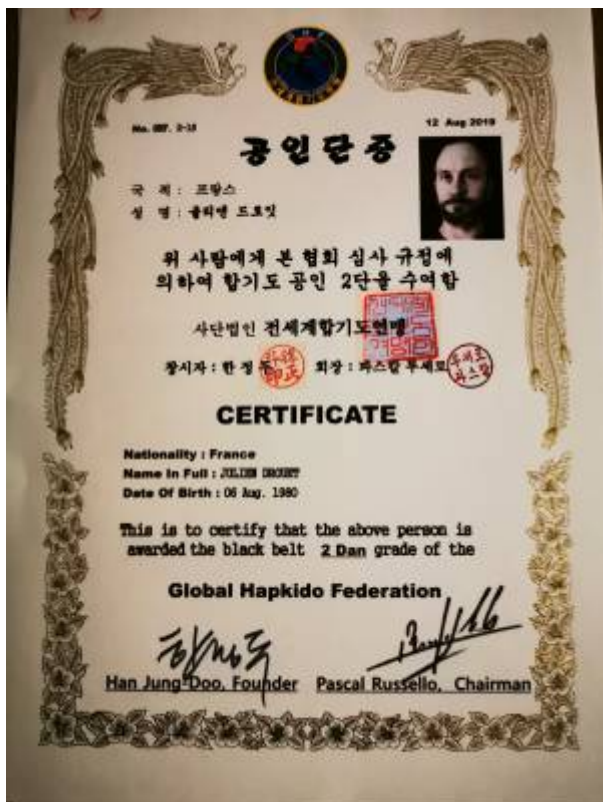 No. GHF. 2-15
12 Aug 2019
공인단증
국 적 : 프랑스
성 명 : 줄리앤 드로잇
위 사람에게 본 협회 심사 규정에
의하여 합기도 공인 2단을 수여함
사단법인 전세계합기도연맹
창시자 : 한 정 두 회장 : 파스칼 루세로
CERTIFICATE
Nationality : France
Name In Full : JULIEN DROUET
Date Of Birth : 06 Aug. 1980
This is to certify that the above person is
awarded the black belt 2 Dan grade of the
Global Hapkido Federation
한정두
Han Jung-Doo, Founder Pascal Russello, Chairman